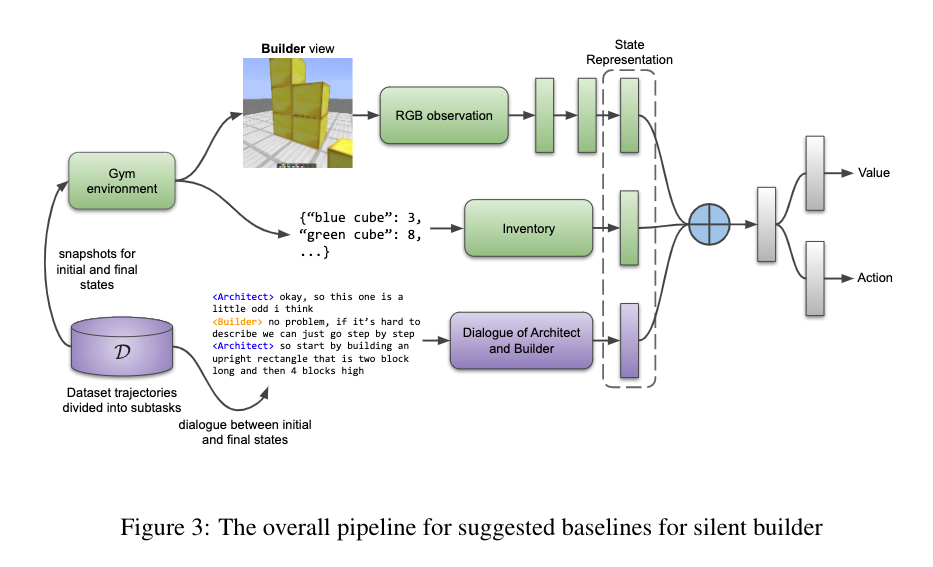 State
Representation
Builder view
RGB observation
Gym
environment
Value
{“blue cube”: 3,
“green cube”: 8,
...}
Inventory
snapshots for
initial and final
states
Action
<Architect> okay, so this one is a
little odd i think
<Builder> no problem, if it’s hard to
describe we can just go step by step
<Architect> so start by building an
upright rectangle that is two block
long and then 4 blocks high
Dialogue of Architect
and Builder
D
Dataset trajectories
divided into subtasks
dialogue between initial
and final states
Figure 3: The overall pipeline for suggested baselines for silent builder